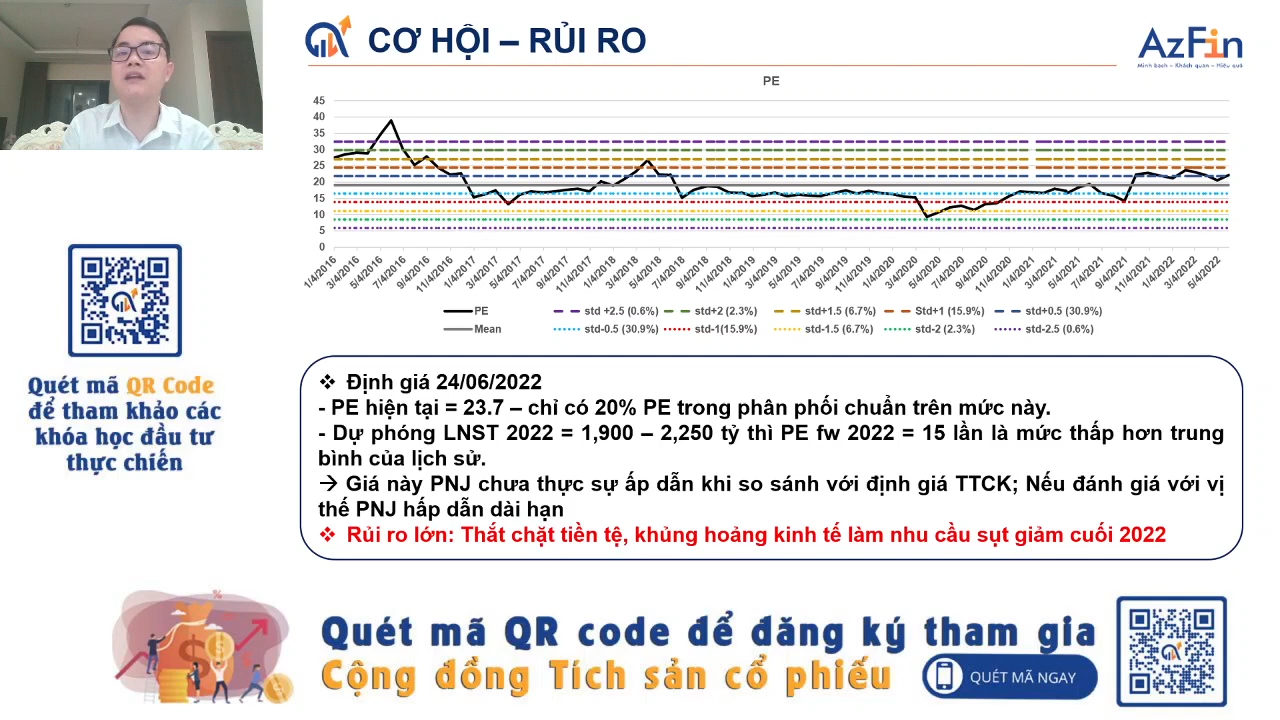 CƠ HỘI – RỦI RO
AzFin
Minh bạch – Khách quan – Hiệu quả
PE
45
40
35
30
25
20
15
10
5
0
1/4/2016
3/4/2016
5/4/2016
7/4/2016
9/4/2016
11/4/2016
1/4/2017
3/4/2017
5/4/2017
7/4/2017
9/4/2017
11/4/2017
1/4/2018
3/4/2018
5/4/2018
7/4/2018
9/4/2018
11/4/2018
1/4/2019
3/4/2019
5/4/2019
7/4/2019
9/4/2019
11/4/2019
1/4/2020
3/4/2020
5/4/2020
7/4/2020
9/4/2020
11/4/2020
1/4/2021
3/4/2021
5/4/2021
7/4/2021
9/4/2021
11/4/2021
1/4/2022
3/4/2022
5/4/2022
PE std +2.5 (0.6%) std+2 (2.3%) std+1.5 (6.7%) Std+1 (15.9%) std+0.5 (30.9%)
Mean std-0.5 (30.9%) std-1(15.9%) std-1.5 (6.7%) std-2 (2.3%) std-2.5 (0.6%)
Quét mã QR Code
để tham khảo các
khóa học đầu tư
thực chiến
❖ Định giá 24/06/2022
- PE hiện tại = 23.7 – chỉ có 20% PE trong phân phối chuẩn trên mức này.
- Dự phóng LNST 2022 = 1,900 – 2,250 tỷ thì PE fw 2022 = 15 lần là mức thấp hơn trung
bình của lịch sử.
→ Giá này PNJ chưa thực sự ấp dẫn khi so sánh với định giá TTCK; Nếu đánh giá với vị
thế PNJ hấp dẫn dài hạn
❖ Rủi ro lớn: Thắt chặt tiền tệ, khủng hoảng kinh tế làm nhu cầu sụt giảm cuối 2022
Quét mã QR code để đăng ký tham gia
Cộng đồng Tích sản cổ phiếu
QUÉT MÃ NGAY